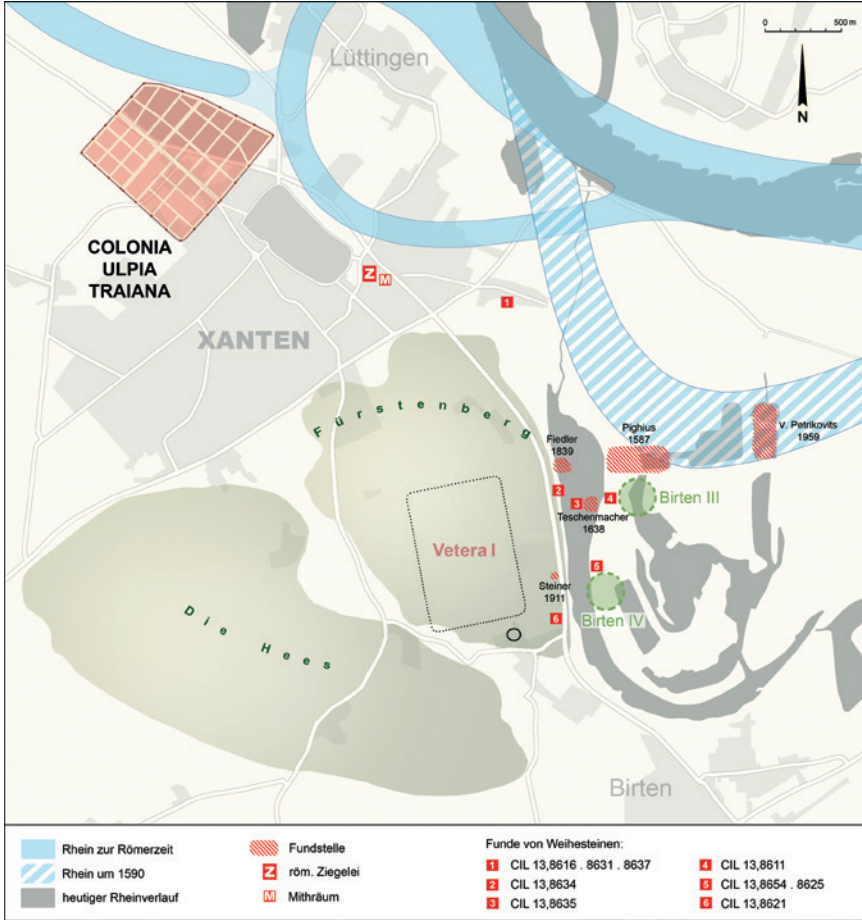 0 500 m
Lüttingen
N
COLONIA
ULPIA
TRAIANA
Z
M
1
XANTEN
Fürstenberg
Fiedler
1839
Pighius
1587
V. Petrikovits
1959
2
3
4
Birten III
Teschenmacher
1638
Vetera I
5
Steiner
1911
Birten IV
6
Die Hees
Birten
Rhein zur Römerzeit
Rhein um 1590
heutiger Rheinverlauf
Fundstelle
Z röm. Ziegelei
M Mithräum
Funde von Weihesteinen:
1 CIL 13,8616 . 8631 . 8637
2 CIL 13,8634
3 CIL 13,8635
4 CIL 13,8611
5 CIL 13,8654 . 8625
6 CIL 13,8621